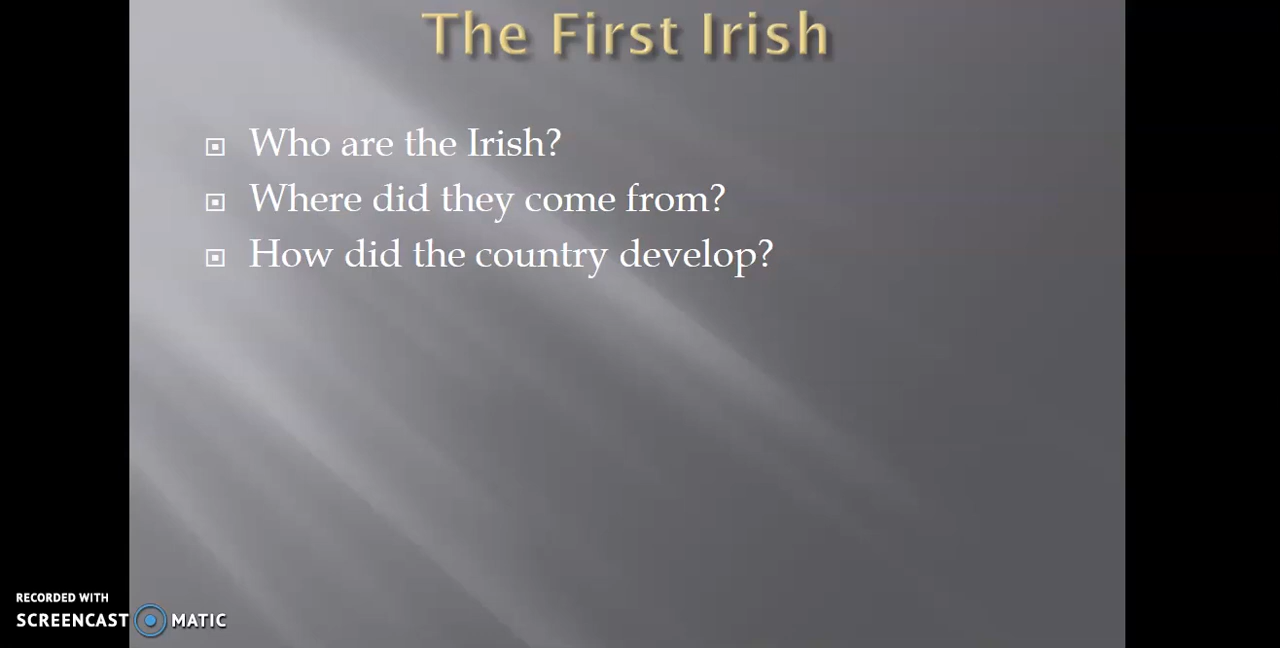 The First Irish
Who are the Irish?
Where did they come from?
How did the country develop?
RECORDED WITH
SCREENCAST MATIC